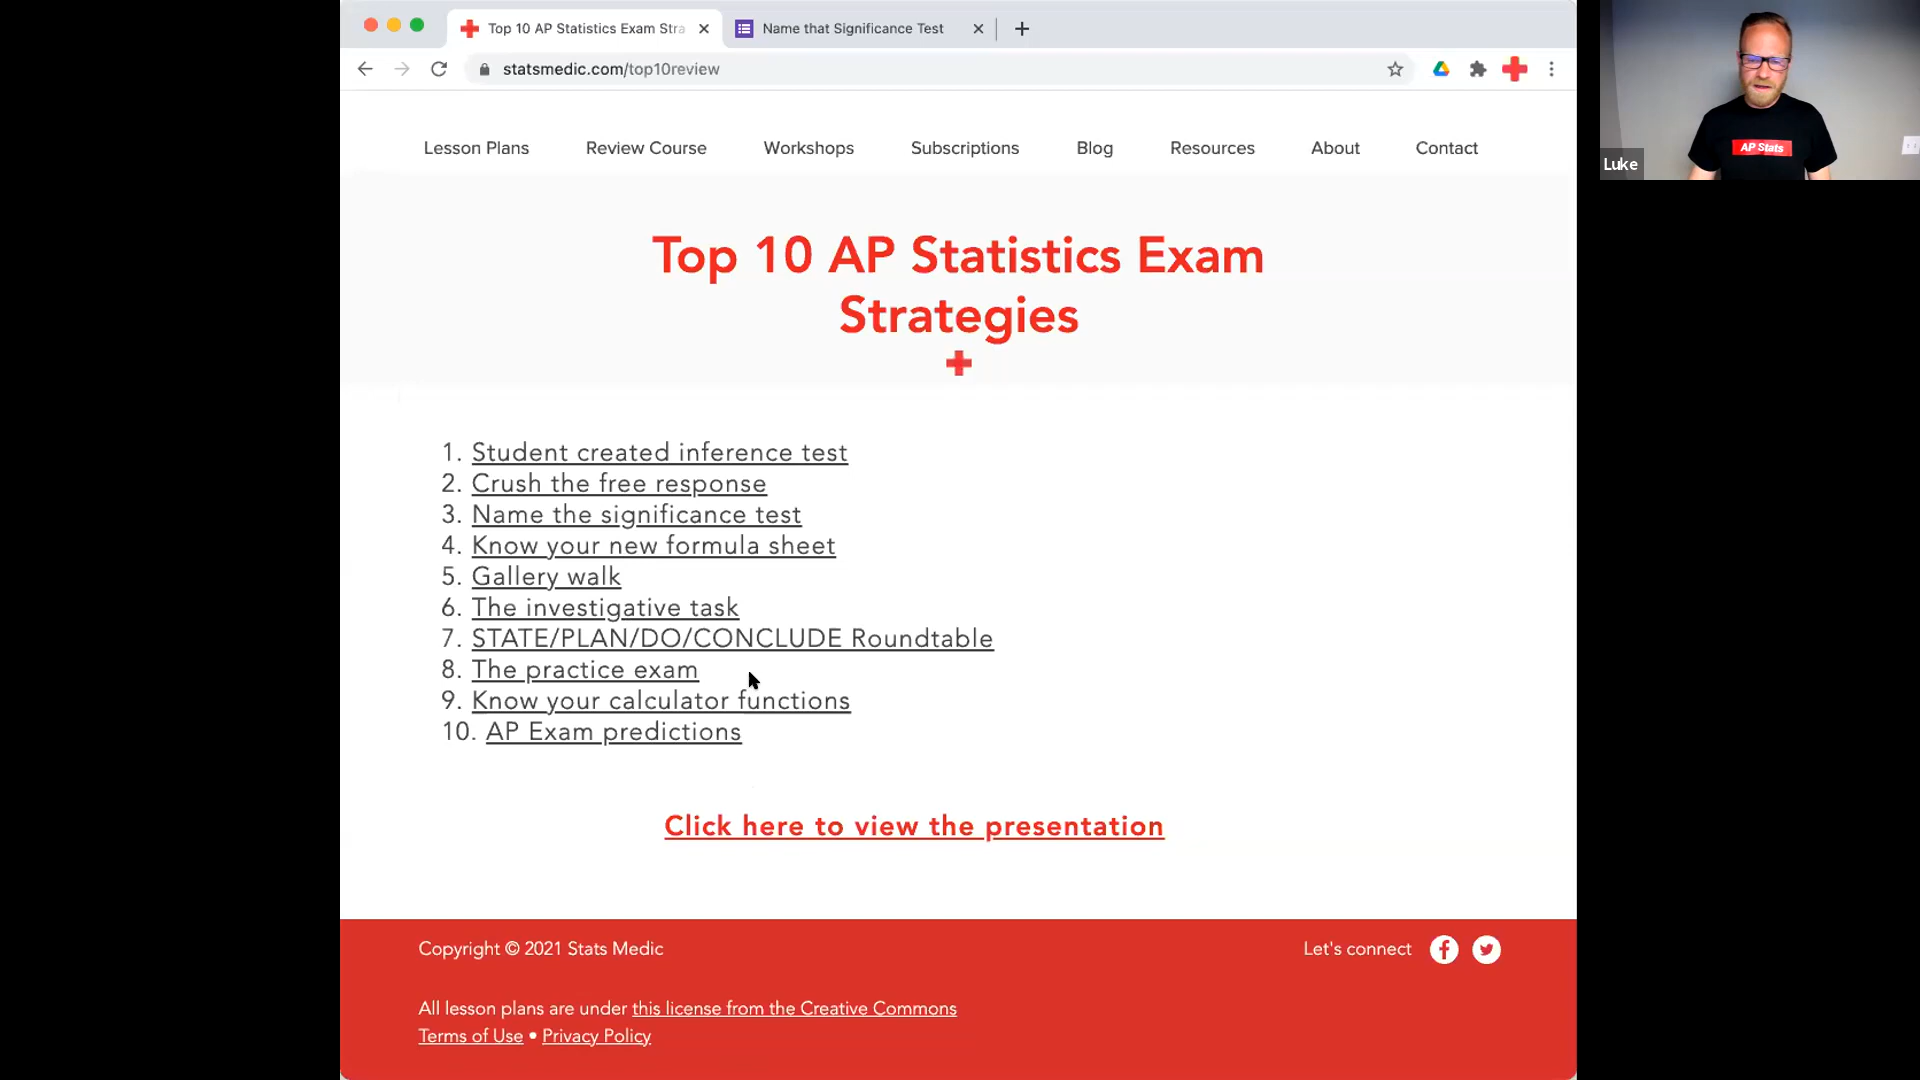 Top 10 AP Statistics Exam Stra
Name that Significance Test
statsmedic.com/top10review
Lesson Plans Review Course Workshops Subscriptions Blog Resources About Contact
Top 10 AP Statistics Exam
Strategies
1. Student created inference test
2. Crush the free response
3. Name the significance test
4. Know your new formula sheet
5. Gallery walk
6. The investigative task
7. STATE/PLAN/DO/CONCLUDE Roundtable
8. The practice exam
9. Know your calculator functions
10. AP Exam predictions
Click here to view the presentation
Copyright © 2021 Stats Medic
Let's connect
All lesson plans are under this license from the Creative Commons
Terms of Use • Privacy Policy
AP Stats
Luke